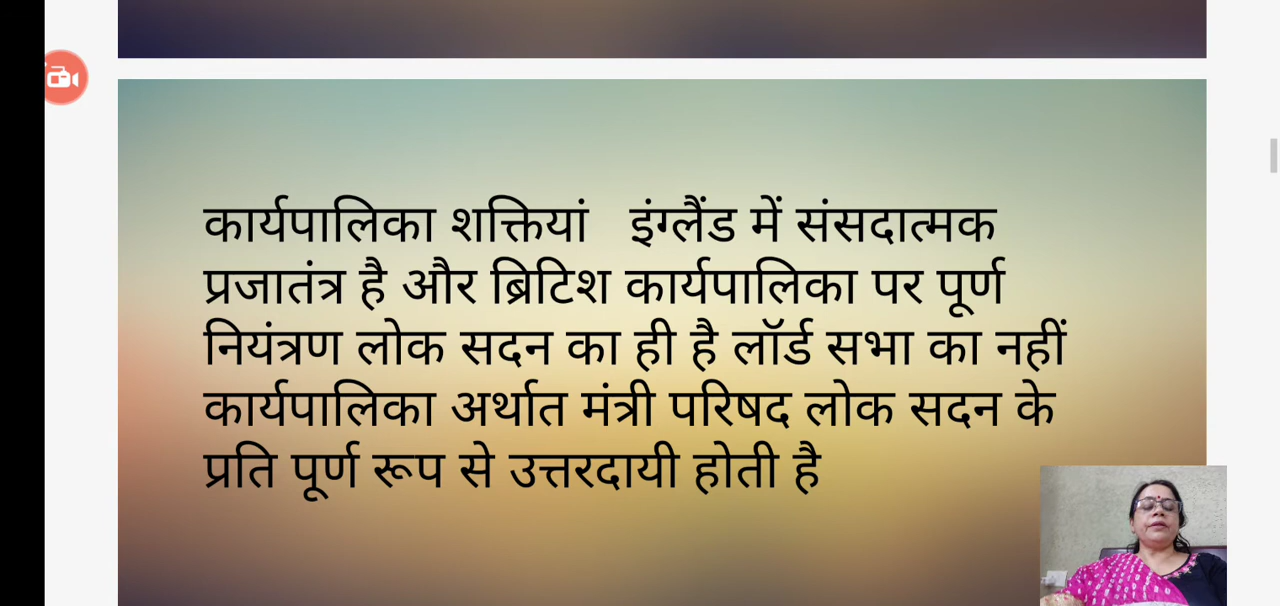 कार्यपालिका शक्तियां इंग्लैंड में संसदात्मक
प्रजातंत्र है और ब्रिटिश कार्यपालिका पर पूर्ण
नियंत्रण लोक सदन का ही है लॉर्ड सभा का नहीं
कार्यपालिका अर्थात मंत्री परिषद लोक सदन के
प्रति पूर्ण रूप से उत्तरदायी होती है